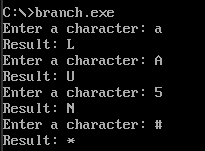 C:\>branch.exe
Enter a character: a
Result: L
Enter a character: A
Result: U
Enter a character: 5
Result: N
Enter a character: #
Result: *